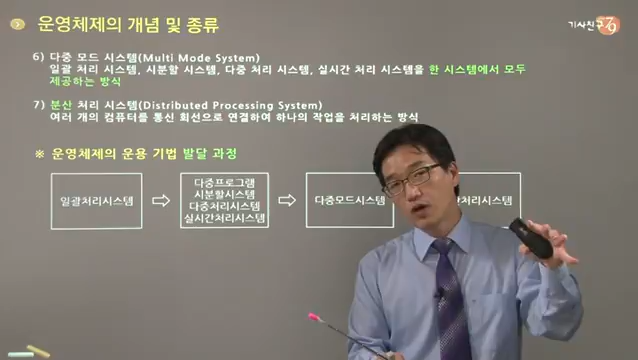 운영체제의 개념 및 종류
기사친구79
6) 다중 모드 시스템(Multi Mode System)
일괄 처리 시스템, 시분할 시스템, 다중 처리 시스템, 실시간 처리 시스템을 한 시스템에서 모두
제공하는 방식
7) 분산 처리 시스템(Distributed Processing System)
여러 개의 컴퓨터를 통신 회선으로 연결하여 하나의 작업을 처리하는 방식
※ 운영체제의 운용 기법 발달 과정
일괄처리시스템
다중프로그램
시분할시스템
다중처리시스템
실시간처리시스템
다중모드시스템
처리시스템